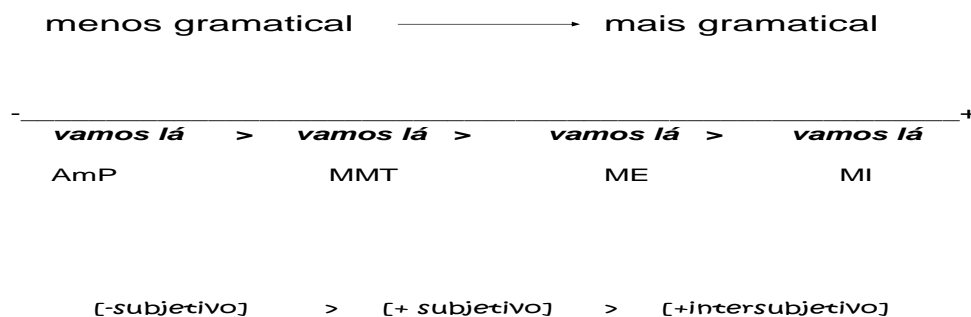 menos gramatical → mais gramatical
-____________________________________________________________+
vamos lá > vamos lá > vamos lá > vamos lá
AmP MMT ME MI
[-subjetivo] > [+ subjetivo] > [+intersubjetivo]